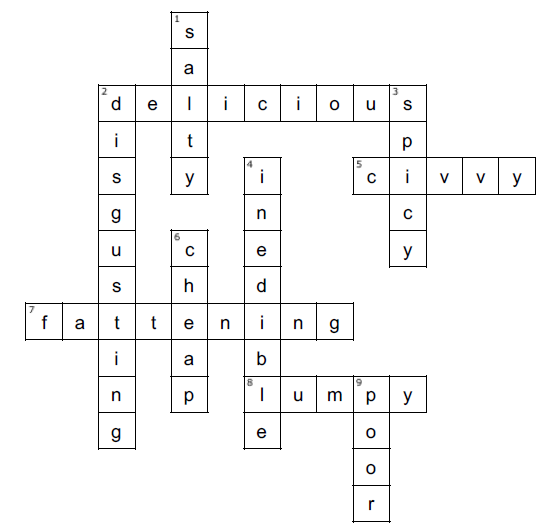 1 s
a
2 d e l i c i o u 3 s
i t p
s y 4 i 5 c i v v y
g n c
u 6 c e y
s h d
7 f a t t e n i n g
i a b
n p 8 l u m 9 p y
g e o
o
r